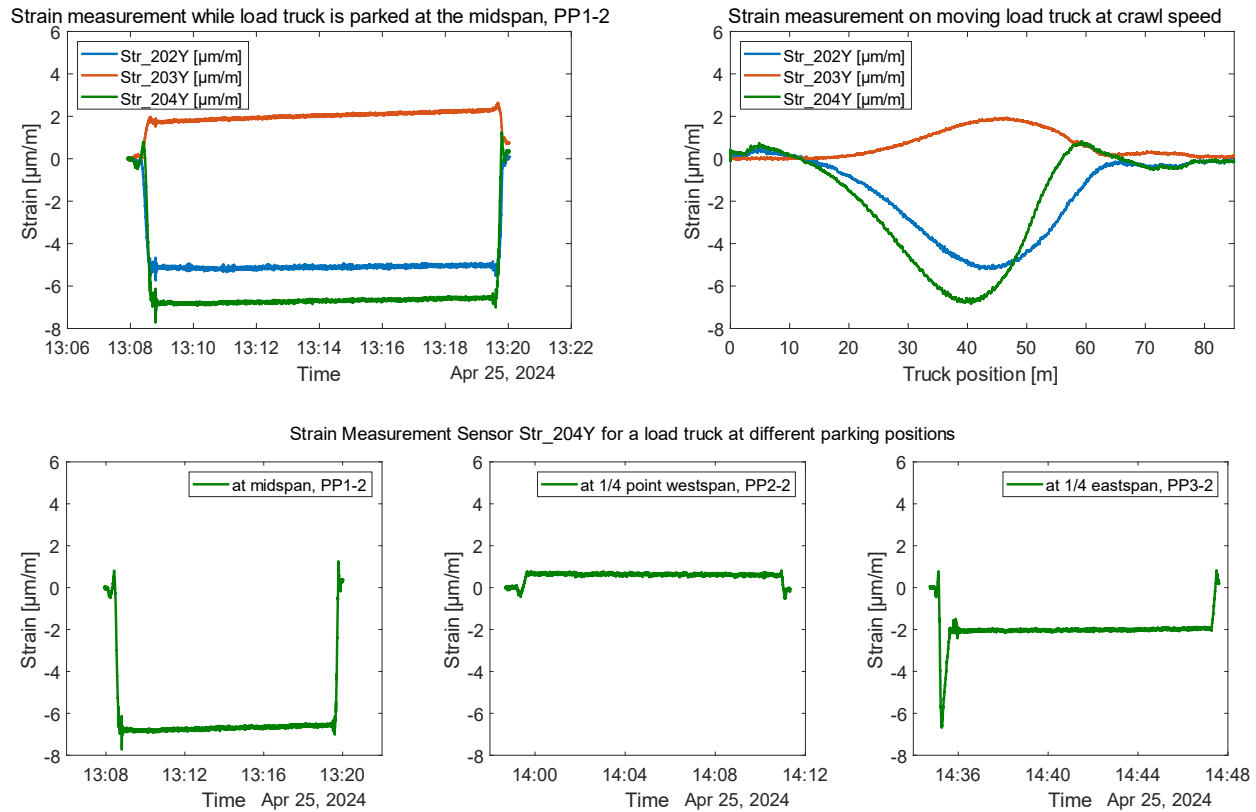 Strain measurement while load truck is parked at the midspan, PP1-2
6
4
2
0
-2
-4
-6
-8
Strain [µm/m]
Str_202Y [µm/m]
Str_203Y [µm/m]
Str_204Y [µm/m]
13:06 13:08 13:10 13:12 13:14 13:16 13:18 13:20 13:22
Time
Apr 25, 2024
Strain measurement on moving load truck at crawl speed
6
4
2
0
-2
-4
-6
-8
Strain [µm/m]
Str_202Y [µm/m]
Str_203Y [µm/m]
Str_204Y [µm/m]
0 10 20 30 40 50 60 70 80
Truck position [m]
Strain Measurement Sensor Str_204Y for a load truck at different parking positions
6
4
2
0
-2
-4
-6
-8
Strain [µm/m]
at midspan, PP1-2
13:08 13:12 13:16 13:20
Time Apr 25, 2024
6
4
2
0
-2
-4
-6
-8
Strain [µm/m]
at 1/4 point westspan, PP2-2
14:00 14:04 14:08 14:12
Time Apr 25, 2024
6
4
2
0
-2
-4
-6
-8
Strain [µm/m]
at 1/4 eastspan, PP3-2
14:36 14:40 14:44 14:48
Time Apr 25, 2024